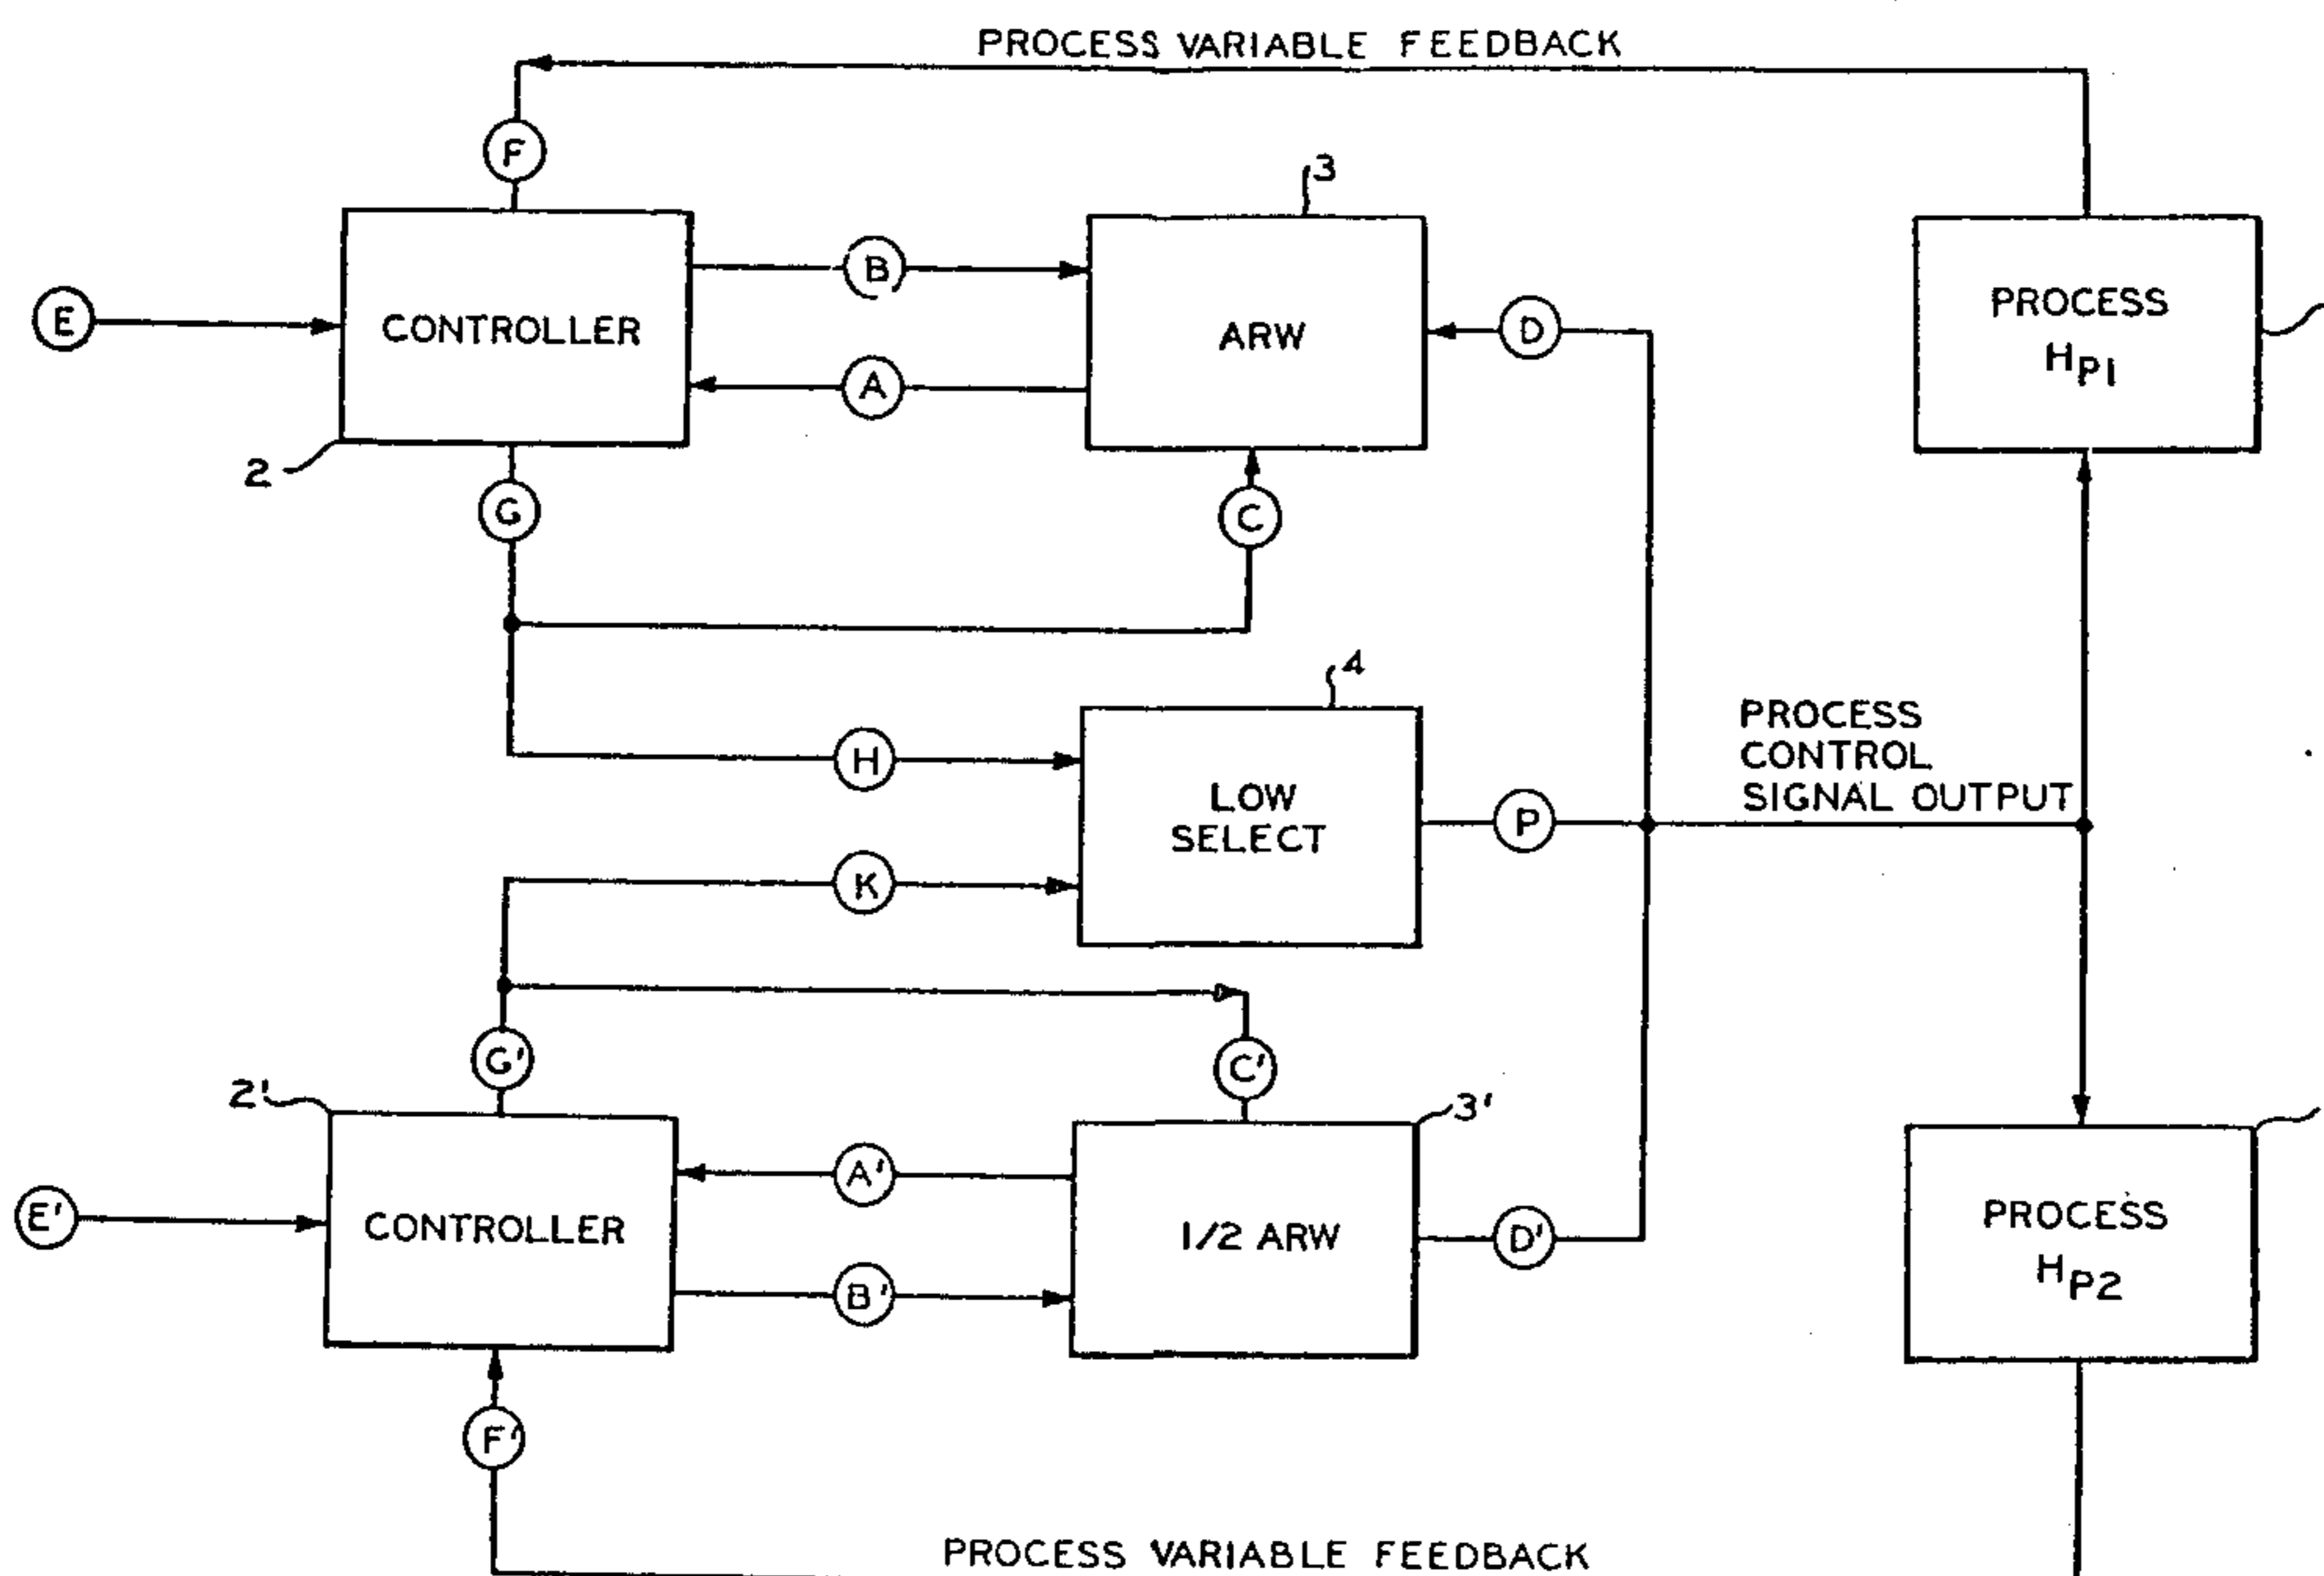 PROCESS VARIABLE FEEDBACK
F
3
B
E
CONTROLLER
ARW
D
PROCESS
HP1
A
2
G
C
4
H
LOW
SELECT
P
PROCESS
CONTROL
SIGNAL OUTPUT
K
G'
C'
2'
3'
A'
E'
CONTROLLER
1/2 ARW
D'
PROCESS
HP2
B'
F'
PROCESS VARIABLE FEEDBACK